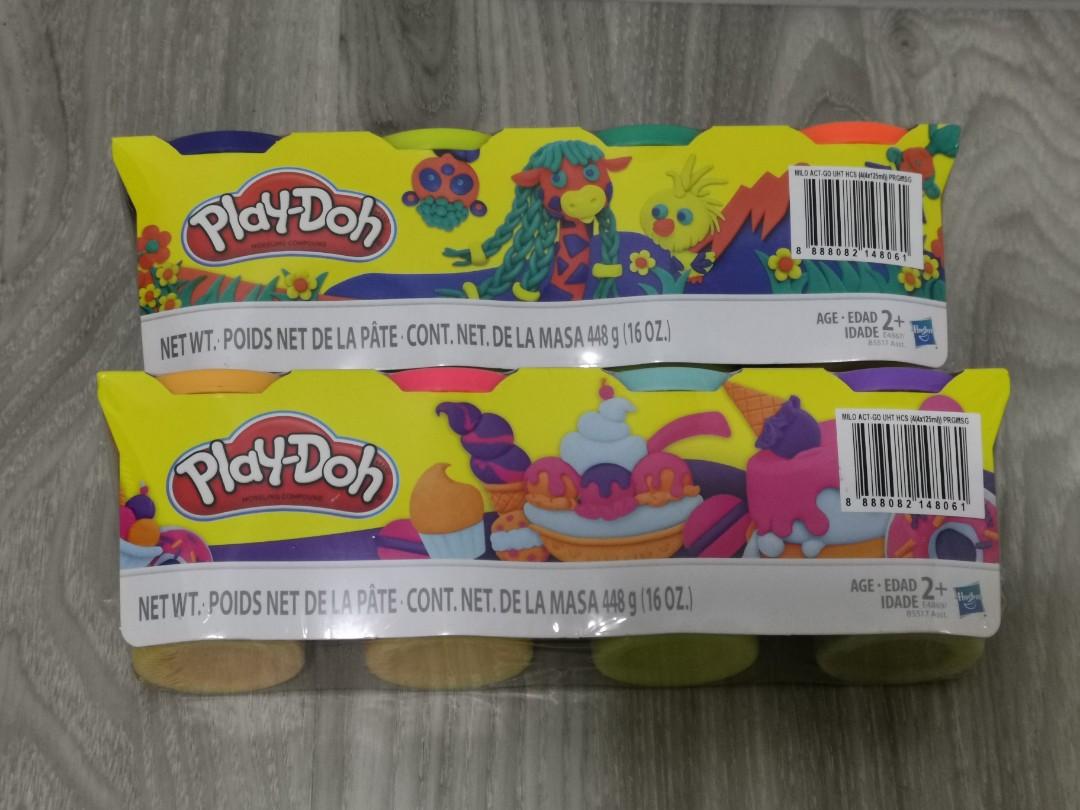 MILO ACT-GO UHT HCS (4(4x125ml)) PRGMSG
8 888082 148061
Play-Doh
MODELING COMPOUND
NET WT. · POIDS NET DE LA PÂTE · CONT. NET. DE LA MASA 448 g (16 OZ.)
AGE · EDAD 2+
IDADE E4867/
B5517 Asst.
Hasbro
MILO ACT-GO UHT HCS (4(4x125ml)) PRGMSG
8 888082 148061
Play-Doh
MODELING COMPOUND
NET WT. · POIDS NET DE LA PÂTE · CONT. NET. DE LA MASA 448 g (16 OZ.)
AGE · EDAD 2+
IDADE E4869/
B5517 Asst.
Hasbro